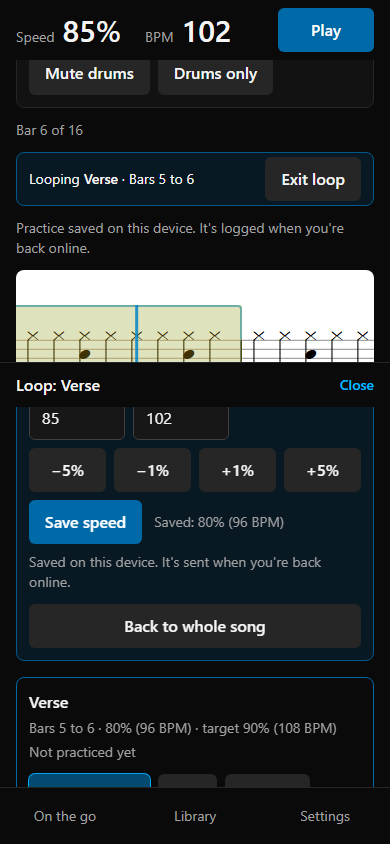 Speed 85% BPM 102 Play
Mute drums Drums only
Bar 6 of 16
Looping Verse · Bars 5 to 6 Exit loop
Practice saved on this device. It's logged when you're
back online.
Loop: Verse Close
85 102
−5% −1% +1% +5%
Save speed Saved: 80% (96 BPM)
Saved on this device. It's sent when you're back
online.
Back to whole song
Verse
Bars 5 to 6 · 80% (96 BPM) · target 90% (108 BPM)
Not practiced yet
On the go Library Settings